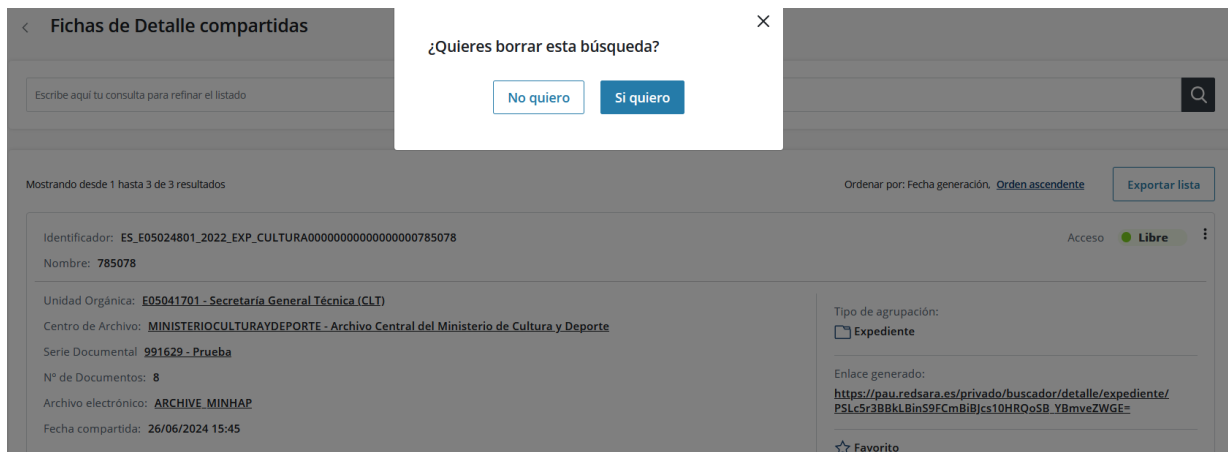 Fichas de Detalle compartidas
¿Quieres borrar esta búsqueda?
No quiero
Si quiero
Escribe aquí tu consulta para refinar el listado
Mostrando desde 1 hasta 3 de 3 resultados
Ordenar por: Fecha generación, Orden ascendente
Exportar lista
Identificador: ES_E05024801_2022_EXP_CULTURA00000000000000000785078
Acceso Libre
Nombre: 785078
Unidad Orgánica: E05041701 - Secretaría General Técnica (CLT)
Centro de Archivo: MINISTERIOCULTURAYDEPORTE - Archivo Central del Ministerio de Cultura y Deporte
Serie Documental 991629 - Prueba
Nº de Documentos: 8
Archivo electrónico: ARCHIVE_MINHAP
Fecha compartida: 26/06/2024 15:45
Tipo de agrupación:
Expediente
Enlace generado:
https://pau.redsara.es/privado/buscador/detalle/expediente/
PSLc5r3BBkLBinS9FCmBiBJcs10HRQoSB_YBmveZWGE=
Favorito